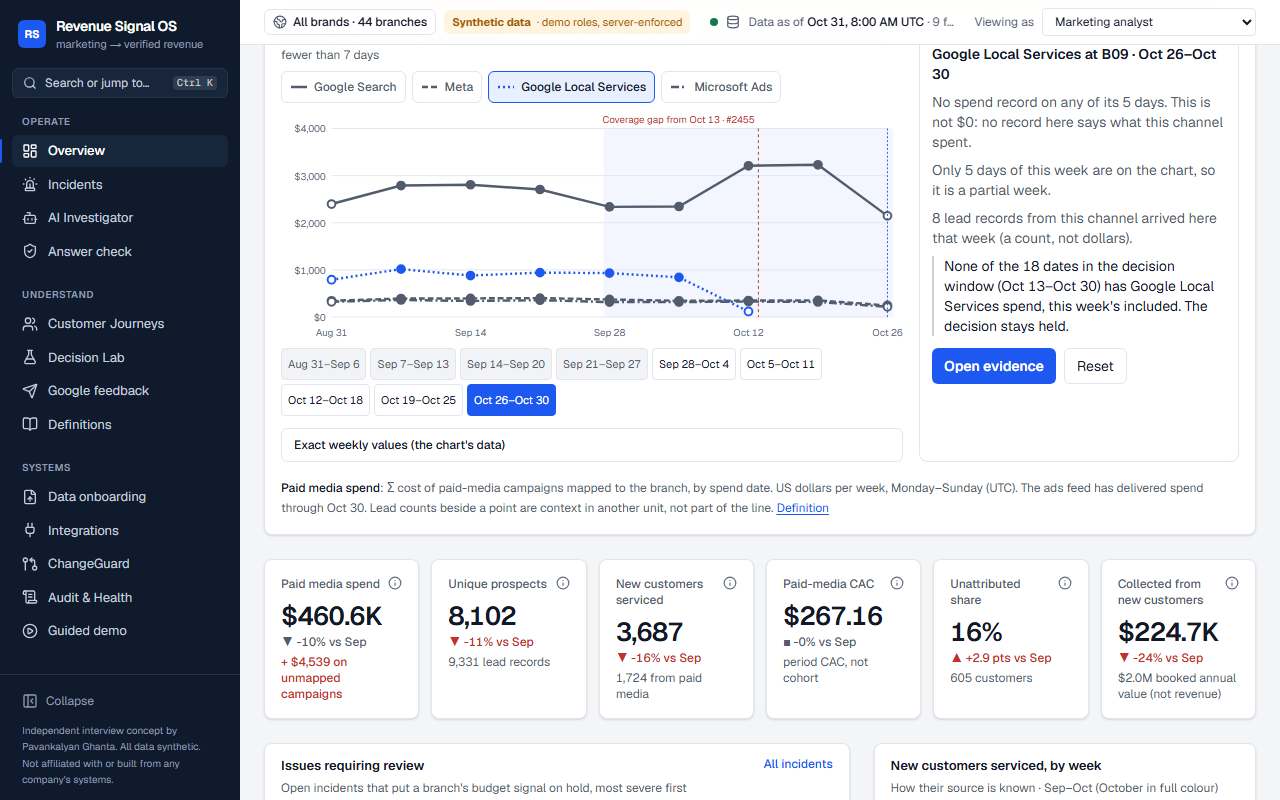 RS
Revenue Signal OS
marketing → verified revenue
Search or jump to... Ctrl K
OPERATE
Overview
Incidents
AI Investigator
Answer check
UNDERSTAND
Customer Journeys
Decision Lab
Google feedback
Definitions
SYSTEMS
Data onboarding
Integrations
ChangeGuard
Audit & Health
Guided demo
Collapse
Independent interview concept by
Pavankalyan Ghanta. All data synthetic.
Not affiliated with or built from any
company's systems.
All brands · 44 branches
Synthetic data · demo roles, server-enforced
Data as of Oct 31, 8:00 AM UTC · 9 f...
Viewing as
Marketing analyst
fewer than 7 days
Google Search
Meta
Google Local Services
Microsoft Ads
Coverage gap from Oct 13 · #2455
$4,000
$3,000
$2,000
$1,000
$0
Aug 31
Sep 14
Sep 28
Oct 12
Oct 26
Aug 31–Sep 6
Sep 7–Sep 13
Sep 14–Sep 20
Sep 21–Sep 27
Sep 28–Oct 4
Oct 5–Oct 11
Oct 12–Oct 18
Oct 19–Oct 25
Oct 26–Oct 30
Exact weekly values (the chart's data)
Google Local Services at B09 · Oct 26–Oct
30
No spend record on any of its 5 days. This is
not $0: no record here says what this channel
spent.
Only 5 days of this week are on the chart, so
it is a partial week.
8 lead records from this channel arrived here
that week (a count, not dollars).
None of the 18 dates in the decision
window (Oct 13–Oct 30) has Google Local
Services spend, this week's included. The
decision stays held.
Open evidence
Reset
Paid media spend: Σ cost of paid-media campaigns mapped to the branch, by spend date. US dollars per week, Monday–Sunday (UTC). The ads feed has delivered spend
through Oct 30. Lead counts beside a point are context in another unit, not part of the line. Definition
Paid media spend
$460.6K
▼ -10% vs Sep
+ $4,539 on
unmapped
campaigns
Unique prospects
8,102
▼ -11% vs Sep
9,331 lead records
New customers
serviced
3,687
▼ -16% vs Sep
1,724 from paid
media
Paid-media CAC
$267.16
■ -0% vs Sep
period CAC, not
cohort
Unattributed
share
16%
▲ +2.9 pts vs Sep
605 customers
Collected from
new customers
$224.7K
▼ -24% vs Sep
$2.0M booked annual
value (not revenue)
Issues requiring review
All incidents
Open incidents that put a branch's budget signal on hold, most severe first
New customers serviced, by week
How their source is known · Sep–Oct (October in full colour)